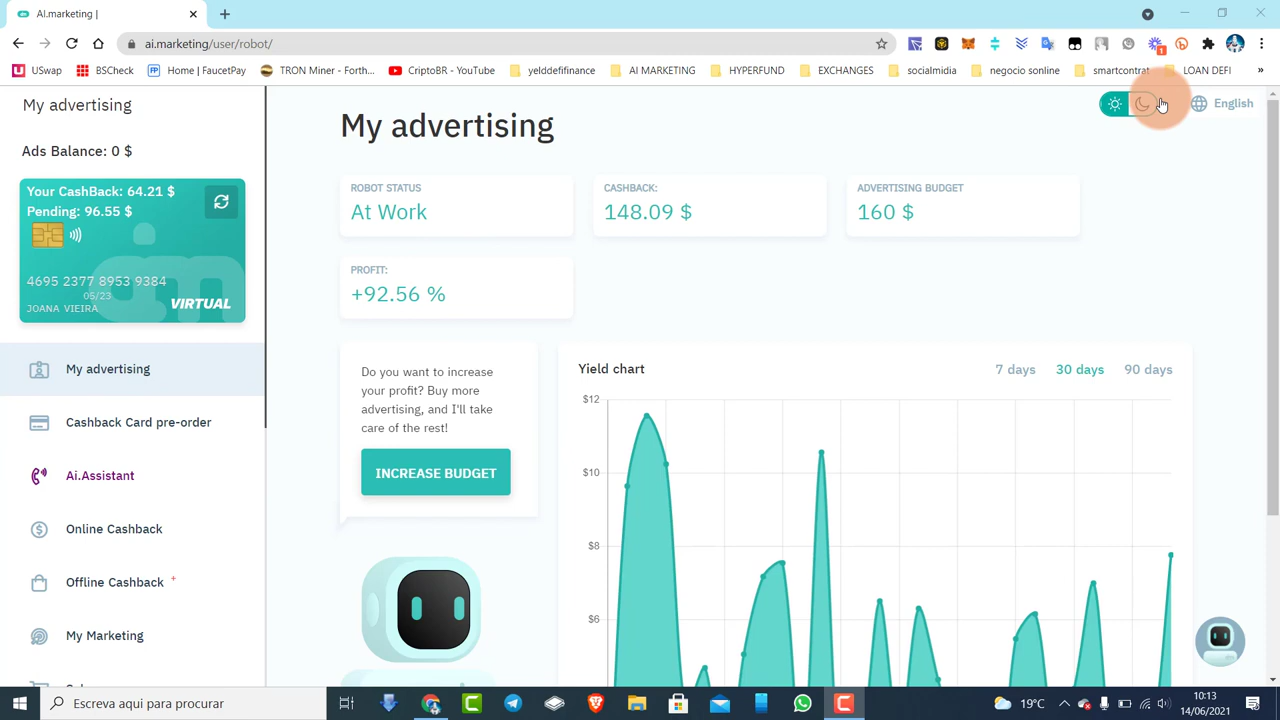 Ai.marketing |
ai.marketing/user/robot/
1
USwap
BSCheck
Home | FaucetPay
TRON Miner - Forth...
CriptoBR - YouTube
yelddefifinance
AI MARKETING
HYPERFUND
EXCHANGES
socialmidia
negocio sonline
smartcontrat
LOAN DEFI
»
My advertising
Ads Balance: 0 $
Your CashBack: 64.21 $
Pending: 96.55 $
4695 2377 8953 9384
05/23
JOANA VIEIRA
VIRTUAL
My advertising
Cashback Card pre-order
Ai.Assistant
Online Cashback
Offline Cashback *
My Marketing
English
My advertising
ROBOT STATUS
At Work
CASHBACK:
148.09 $
ADVERTISING BUDGET
160 $
PROFIT:
+92.56 %
Do you want to increase
your profit? Buy more
advertising, and I'll take
care of the rest!
INCREASE BUDGET
Yield chart
7 days
30 days
90 days
$12
$10
$8
$6
Escreva aqui para procurar
19°C
10:13
14/06/2021